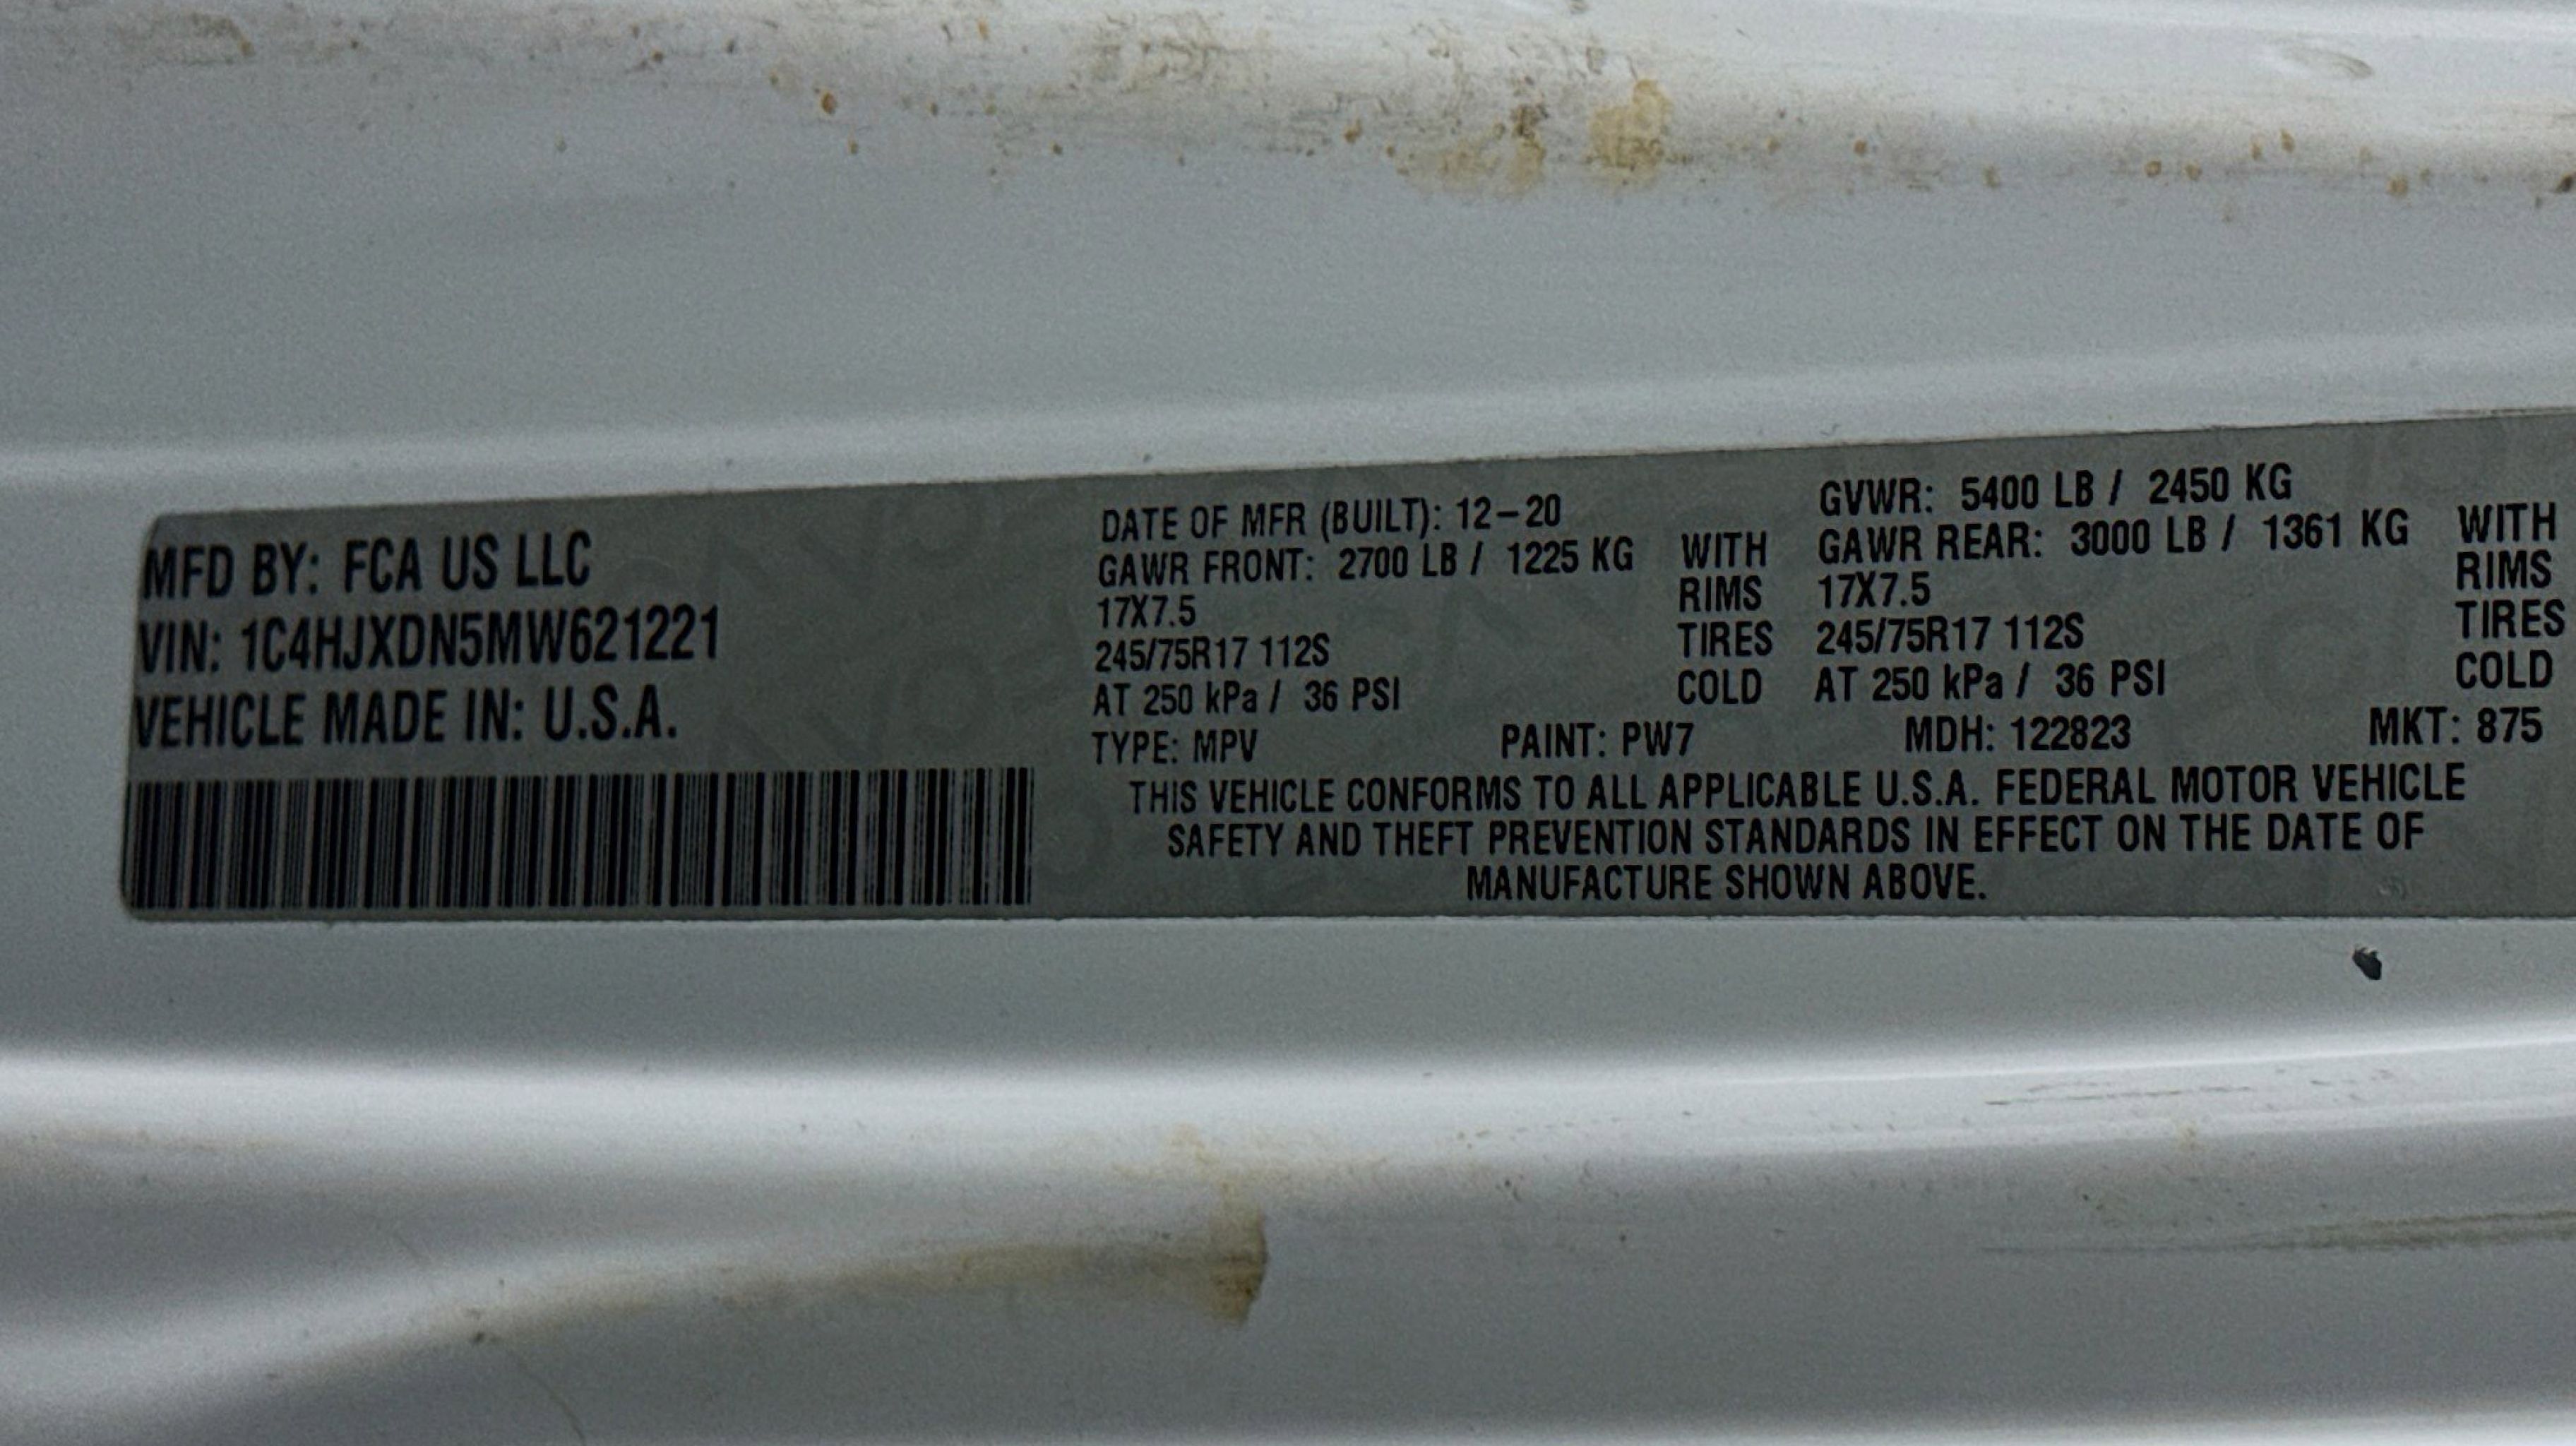 MFD BY: FCA US LLC
VIN: 1C4HJXDN5MW621221
VEHICLE MADE IN: U.S.A.
DATE OF MFR (BUILT): 12-20 GVWR: 5400 LB / 2450 KG
GAWR FRONT: 2700 LB / 1225 KG WITH GAWR REAR: 3000 LB / 1361 KG WITH
17X7.5 RIMS 17X7.5 RIMS
245/75R17 112S TIRES 245/75R17 112S TIRES
AT 250 kPa / 36 PSI COLD AT 250 kPa / 36 PSI COLD
TYPE: MPV PAINT: PW7 MDH: 122823 MKT: 875
THIS VEHICLE CONFORMS TO ALL APPLICABLE U.S.A. FEDERAL MOTOR VEHICLE
SAFETY AND THEFT PREVENTION STANDARDS IN EFFECT ON THE DATE OF
MANUFACTURE SHOWN ABOVE.